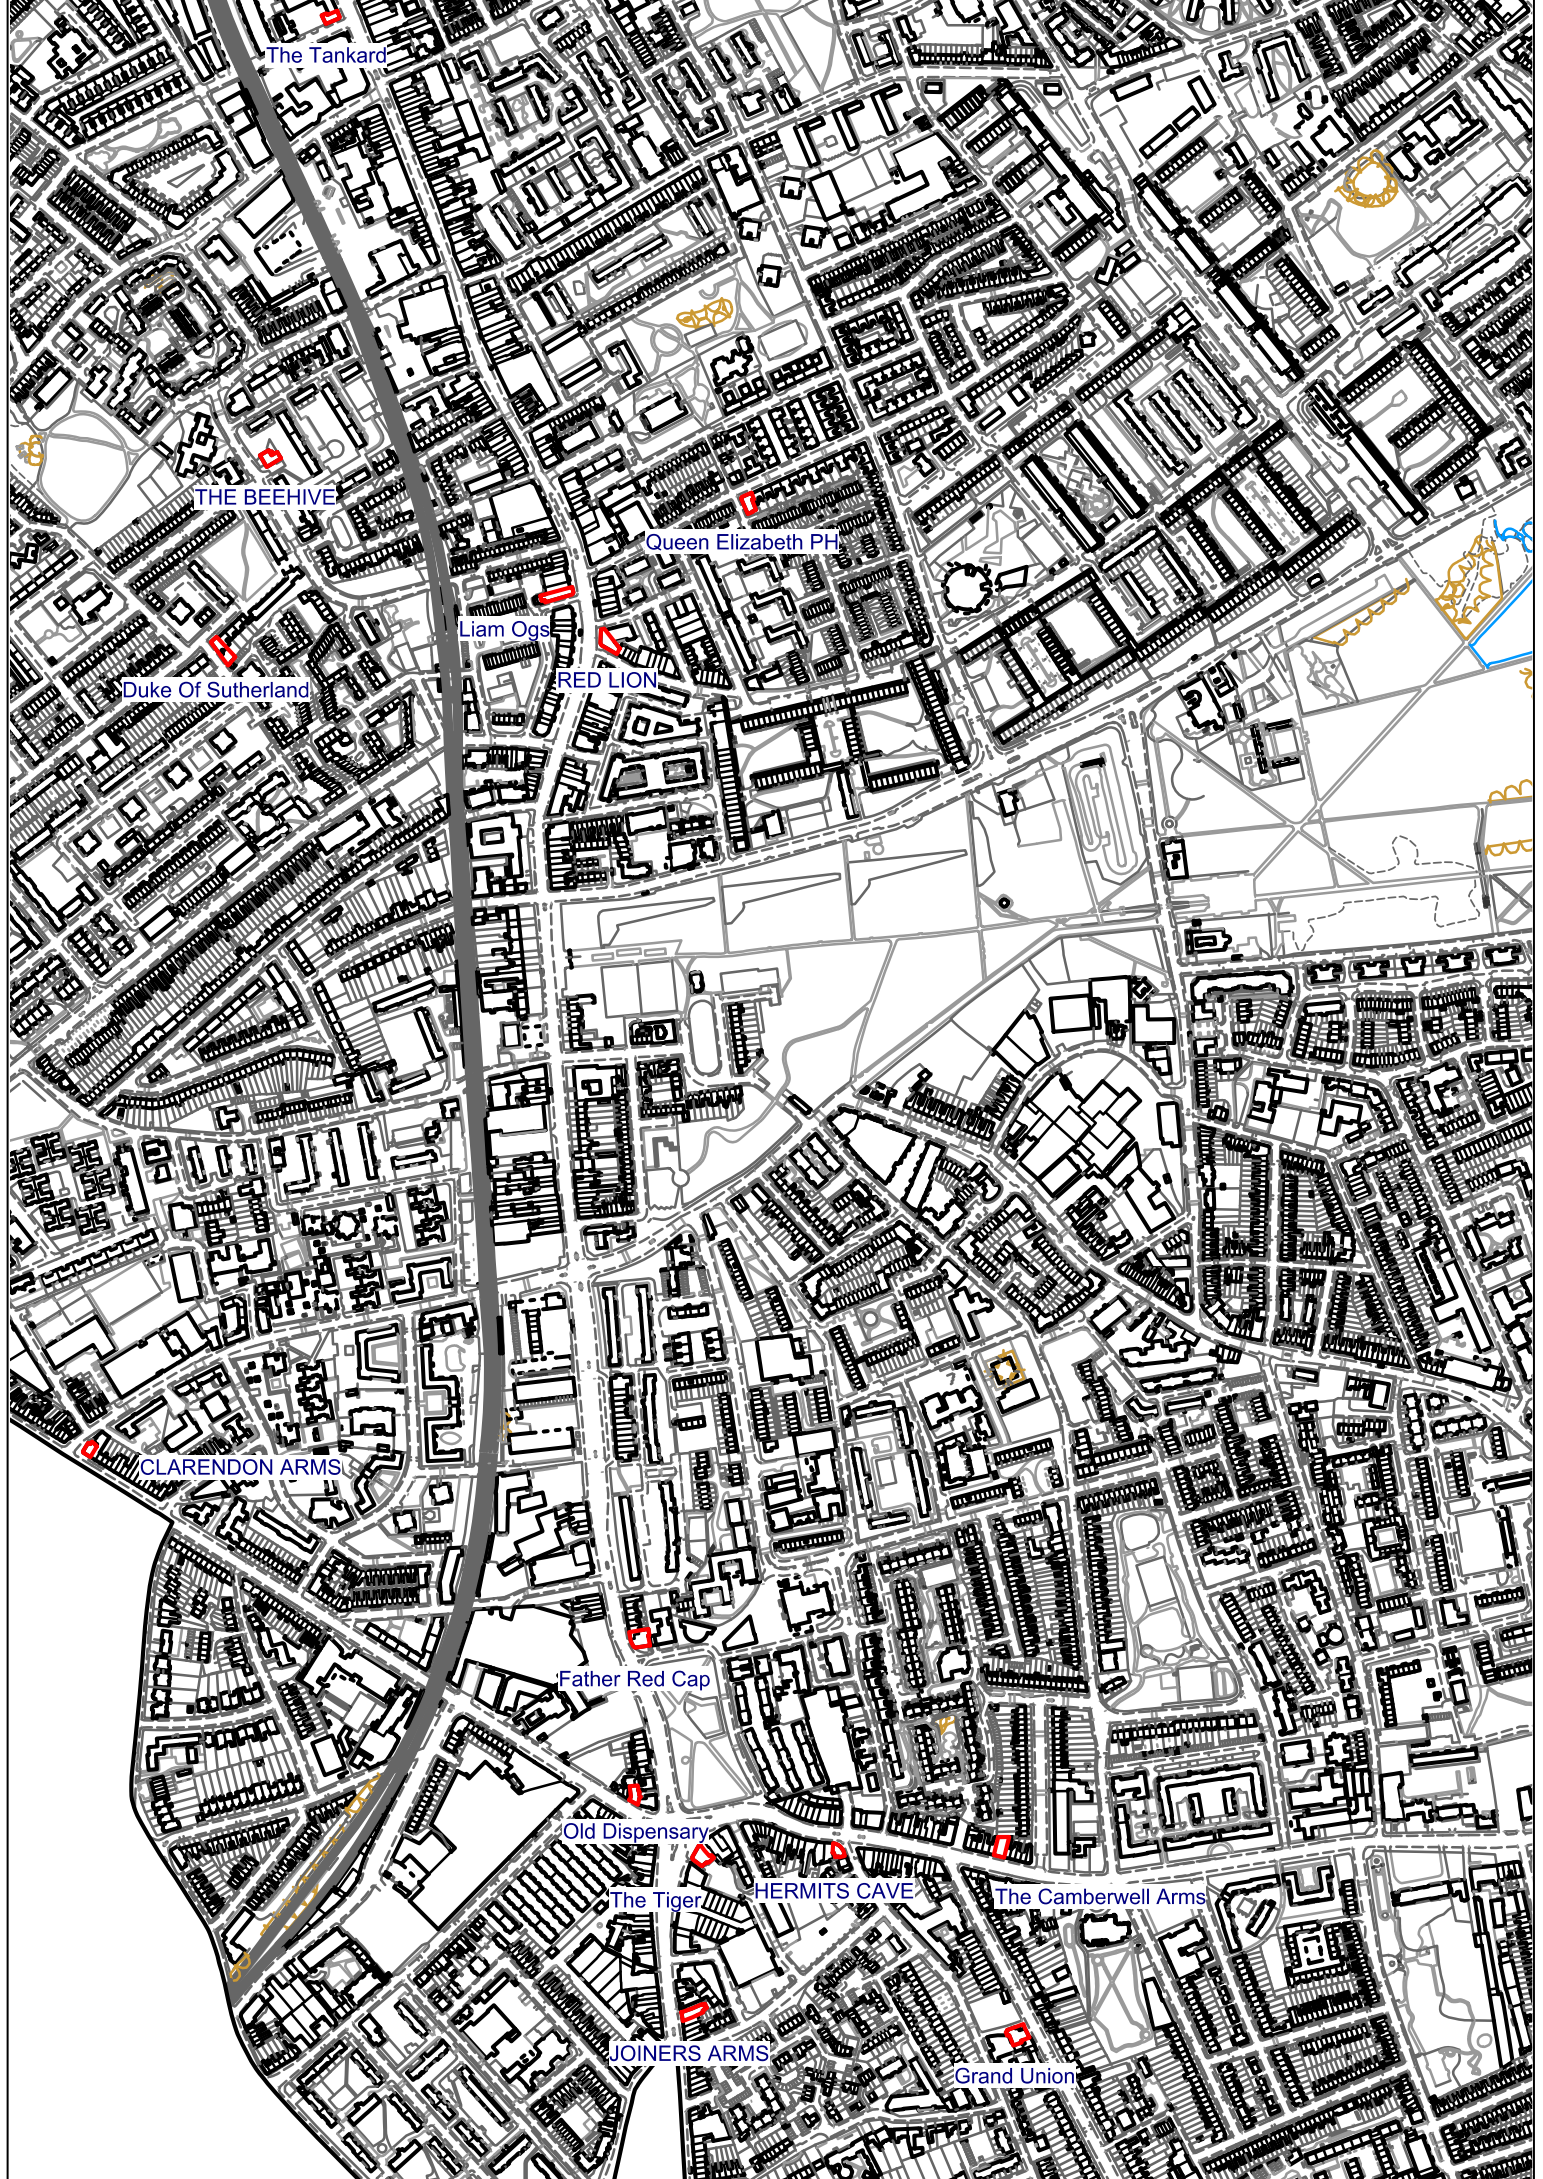 The Tankard
THE BEEHIVE
Queen Elizabeth PH
Liam Ogs
RED LION
Duke Of Sutherland
CLARENDON ARMS
Father Red Cap
Old Dispensary
The Tiger
HERMITS CAVE
The Camberwell Arms
JOINERS ARMS
Grand Union